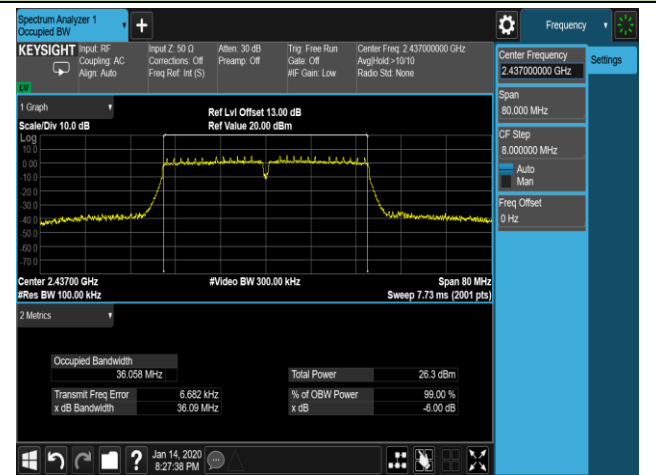 Spectrum Analyzer 1
Occupied BW
Frequency
KEYSIGHT
Input: RF
Coupling: AC
Align: Auto
Input Z: 50 Ω
Corrections: Off
Freq Ref: Int (S)
Atten: 30 dB
Preamp: Off
Trig: Free Run
Gate: Off
#IF Gain: Low
Center Freq: 2.437000000 GHz
Avg|Hold:>10/10
Radio Std: None
Center Frequency
2.437000000 GHz
Settings
Span
80.000 MHz
CF Step
8.000000 MHz
Auto
Man
Freq Offset
0 Hz
1 Graph
Scale/Div 10.0 dB
Ref Lvl Offset 13.00 dB
Ref Value 20.00 dBm
Log
10.0
0.00
-10.0
-20.0
-30.0
-40.0
-50.0
-60.0
-70.0
Center 2.43700 GHz
#Video BW 300.00 kHz
Span 80 MHz
#Res BW 100.00 kHz
Sweep 7.73 ms (2001 pts)
2 Metrics
Occupied Bandwidth
36.058 MHz
Total Power 26.3 dBm
Transmit Freq Error 6.682 kHz
% of OBW Power 99.00 %
x dB Bandwidth 36.09 MHz
x dB -6.00 dB
Jan 14, 2020
8:27:38 PM